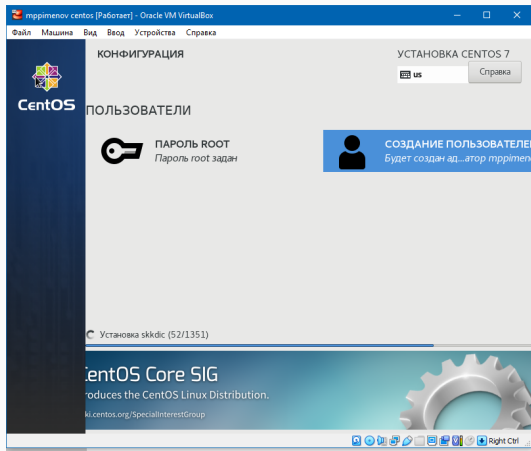 mppimenov centos [Работает] - Oracle VM VirtualBox
Файл Машина Вид Ввод Устройства Справка
КОНФИГУРАЦИЯ
УСТАНОВКА CENTOS 7
us
Справка
CentOS
ПОЛЬЗОВАТЕЛИ
ПАРОЛЬ ROOT
Пароль root задан
СОЗДАНИЕ ПОЛЬЗОВАТЕЛЕ
Будет создан ад...атор mppimeno
Установка skkdic (52/1351)
CentOS Core SIG
roduces the CentOS Linux Distribution.
ki.centos.org/SpecialInterestGroup
Right Ctrl